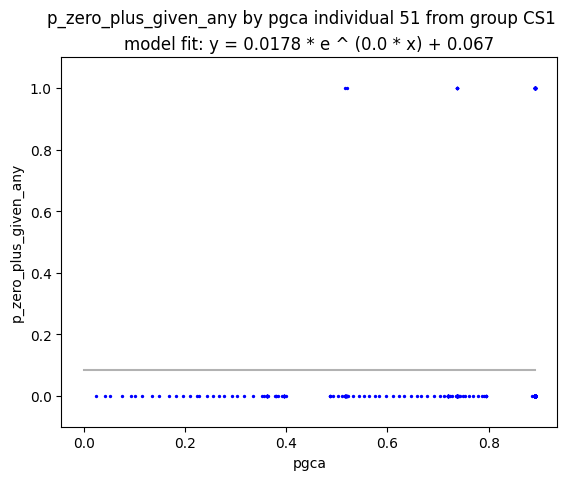 p_zero_plus_given_any by pgca individual 51 from group CS1
model fit: y = 0.0178 * e ^ (0.0 * x) + 0.067
1.0
0.8
0.6
0.4
0.2
0.0
p_zero_plus_given_any
0.0 0.2 0.4 0.6 0.8
pgca